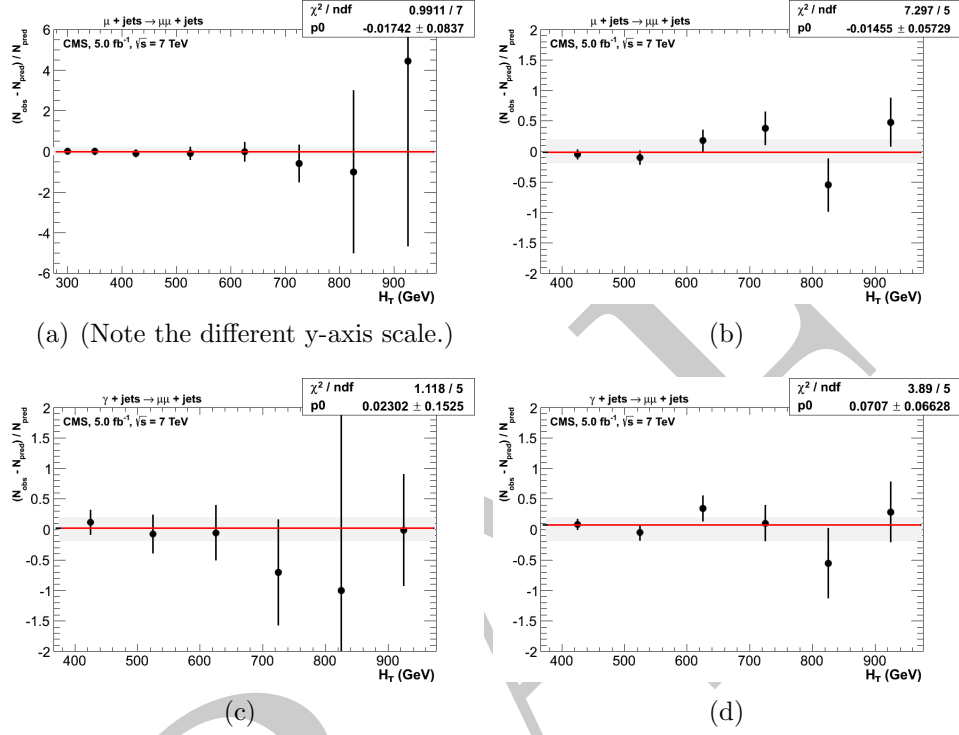 μ + jets → μμ + jets
χ² / ndf 0.9911 / 7
p0 -0.01742 ± 0.0837
CMS, 5.0 fb⁻¹, √s = 7 TeV
(N_obs - N_pred) / N_pred
6
4
2
0
-2
-4
-6
300 400 500 600 700 800 900
H_T (GeV)
(a) (Note the different y-axis scale.)
μ + jets → μμ + jets
χ² / ndf 7.297 / 5
p0 -0.01455 ± 0.05729
CMS, 5.0 fb⁻¹, √s = 7 TeV
(N_obs - N_pred) / N_pred
2
1.5
1
0.5
0
-0.5
-1
-1.5
-2
400 500 600 700 800 900
H_T (GeV)
(b)
γ + jets → μμ + jets
χ² / ndf 1.118 / 5
p0 0.02302 ± 0.1525
CMS, 5.0 fb⁻¹, √s = 7 TeV
(N_obs - N_pred) / N_pred
2
1.5
1
0.5
0
-0.5
-1
-1.5
-2
400 500 600 700 800 900
H_T (GeV)
(c)
γ + jets → μμ + jets
χ² / ndf 3.89 / 5
p0 0.0707 ± 0.06628
CMS, 5.0 fb⁻¹, √s = 7 TeV
(N_obs - N_pred) / N_pred
2
1.5
1
0.5
0
-0.5
-1
-1.5
-2
400 500 600 700 800 900
H_T (GeV)
(d)